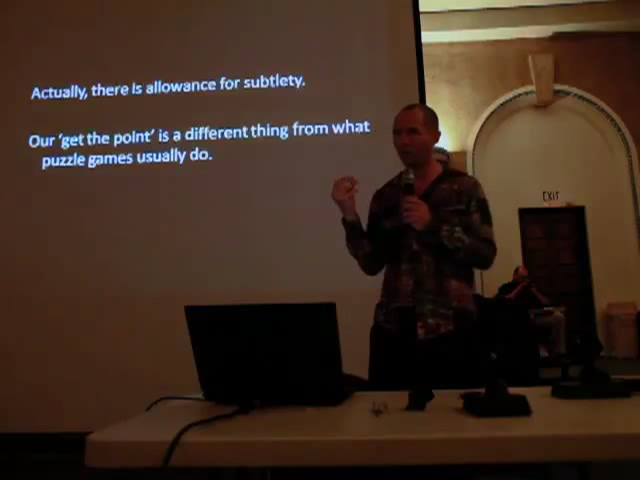 Actually, there is allowance for subtlety.
Our 'get the point' is a different thing from what
puzzle games usually do.
EXIT